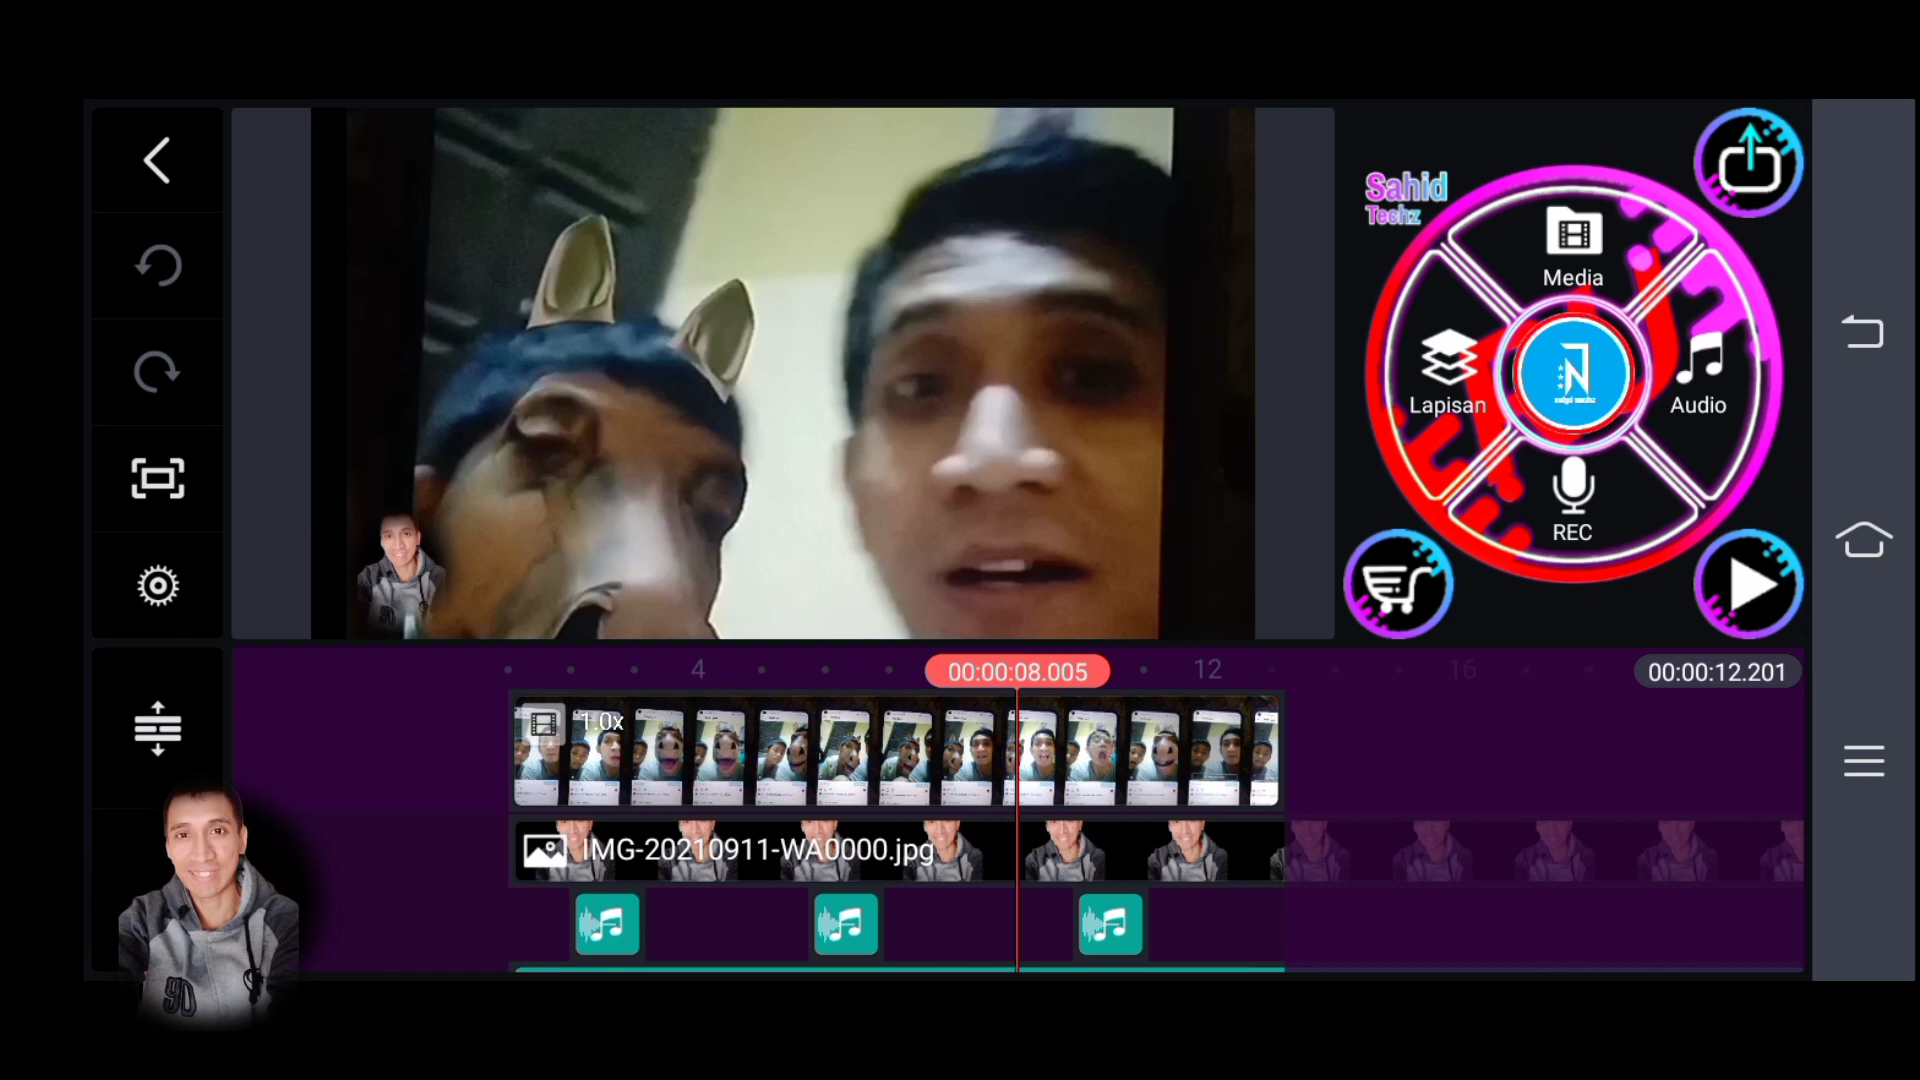 Sahid
Techz
Media
Lapisan
Audio
REC
4
00:00:08.005
12
16
00:00:12.201
1.0x
IMG-20210911-WA0000.jpg